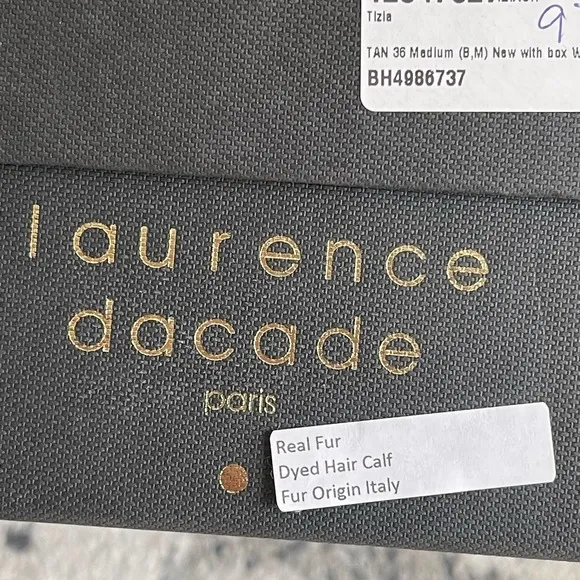 Tizia
TAN 36 Medium (B,M) New with box
BH4986737
laurence
dacade
paris
Real Fur
Dyed Hair Calf
Fur Origin Italy